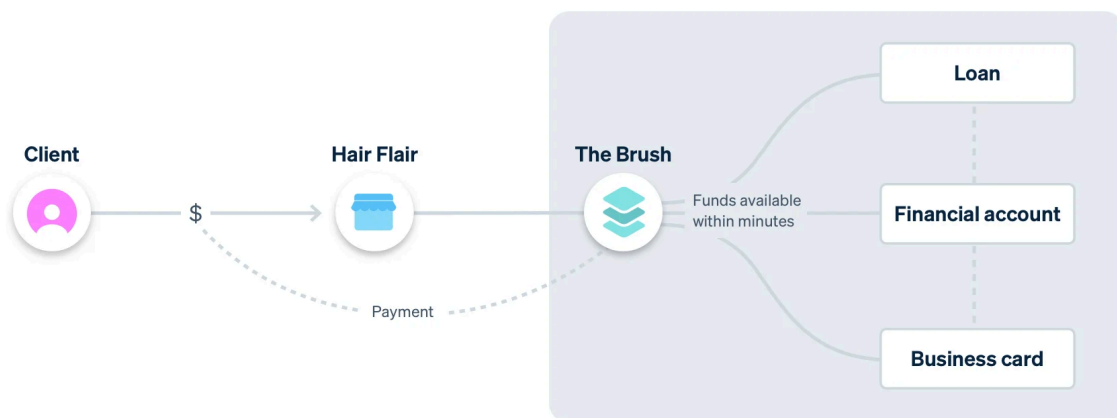 Client
Hair Flair
The Brush
$
Payment
Funds available
within minutes
Loan
Financial account
Business card